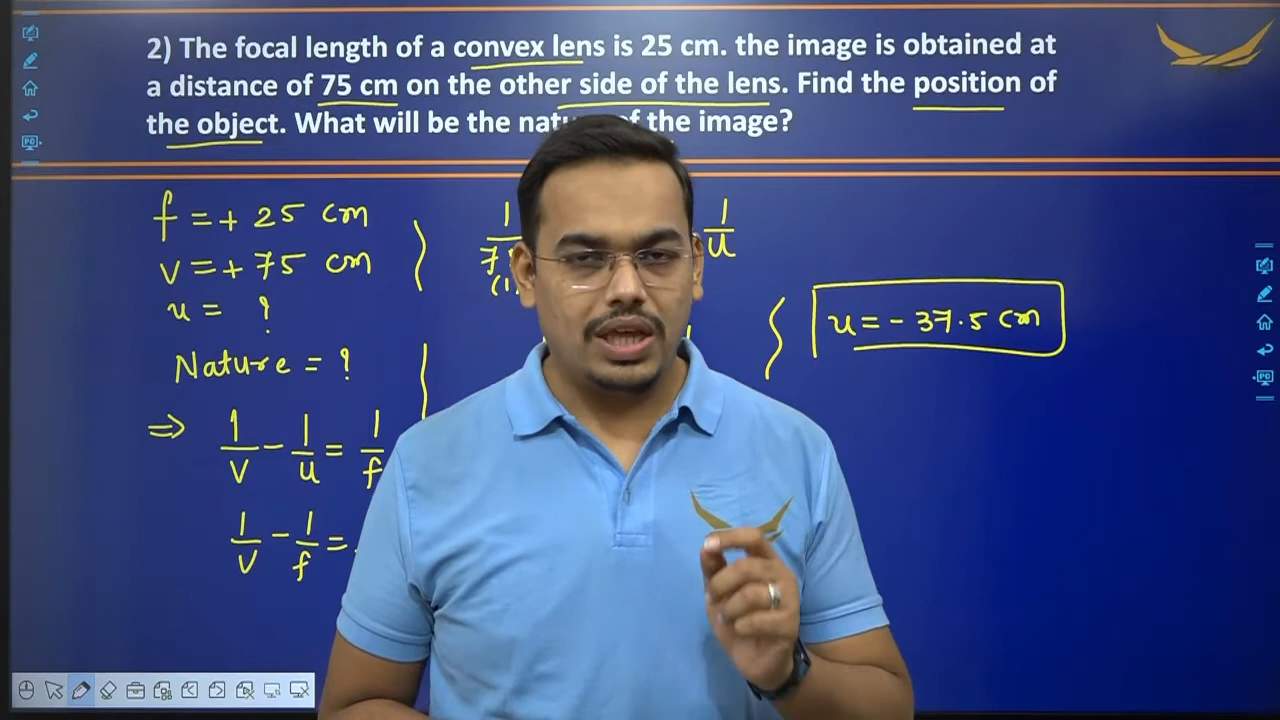 2) The focal length of a convex lens is 25 cm. the image is obtained at
a distance of 75 cm on the other side of the lens. Find the position of
the object. What will be the the image?
f = + 25 cm
v = + 75 cm
u = ?
Nature = ?
⇒ 1/v - 1/u = 1/f
1/v - 1/f =
1/u
u = - 37.5 cm